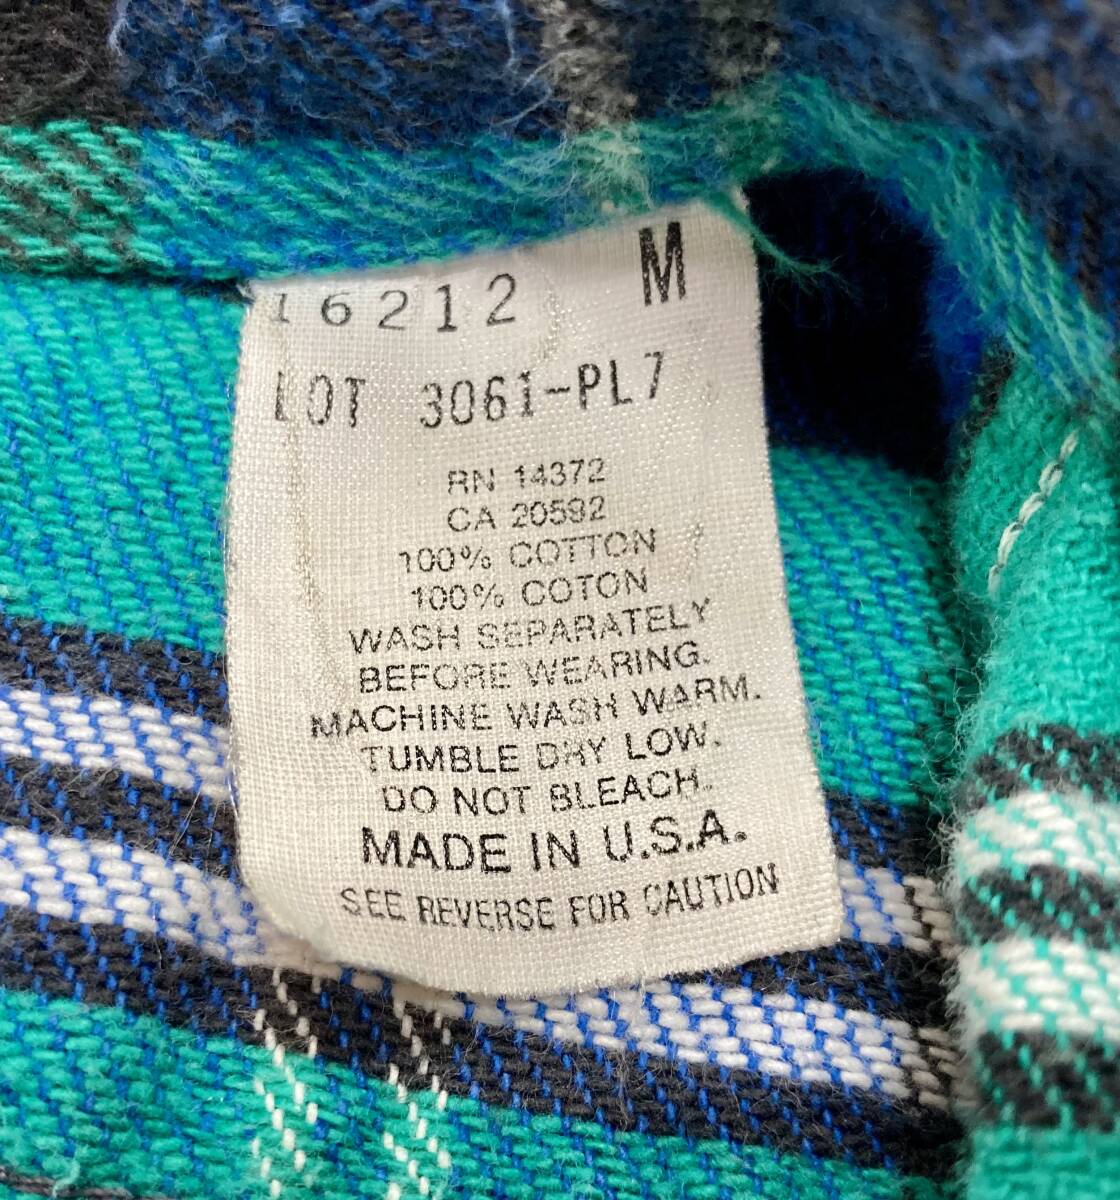 16212 M
LOT 3061-PL7
RN 14372
CA 20592
100% COTTON
100% COTON
WASH SEPARATELY
BEFORE WEARING.
MACHINE WASH WARM.
TUMBLE DRY LOW.
DO NOT BLEACH.
MADE IN U.S.A.
SEE REVERSE FOR CAUTION